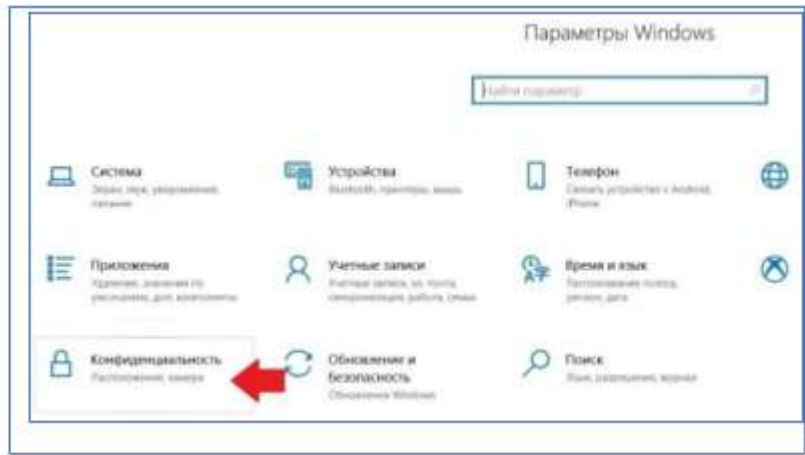 Параметры Windows
Найти параметр
Система
Экран, звук, уведомления,
питание
Устройства
Bluetooth, принтеры, мышь
Телефон
Связать устройство с Android,
iPhone
Приложения
Удаление, значения по
умолчанию, доп. компоненты
Учетные записи
Учетные записи, эл. почта,
синхронизация, работа, семья
Время и язык
Распознавание голоса,
регион, дата
Конфиденциальность
Расположение, камера
Обновление и
безопасность
Обновления Windows
Поиск
Язык, разрешения, журнал